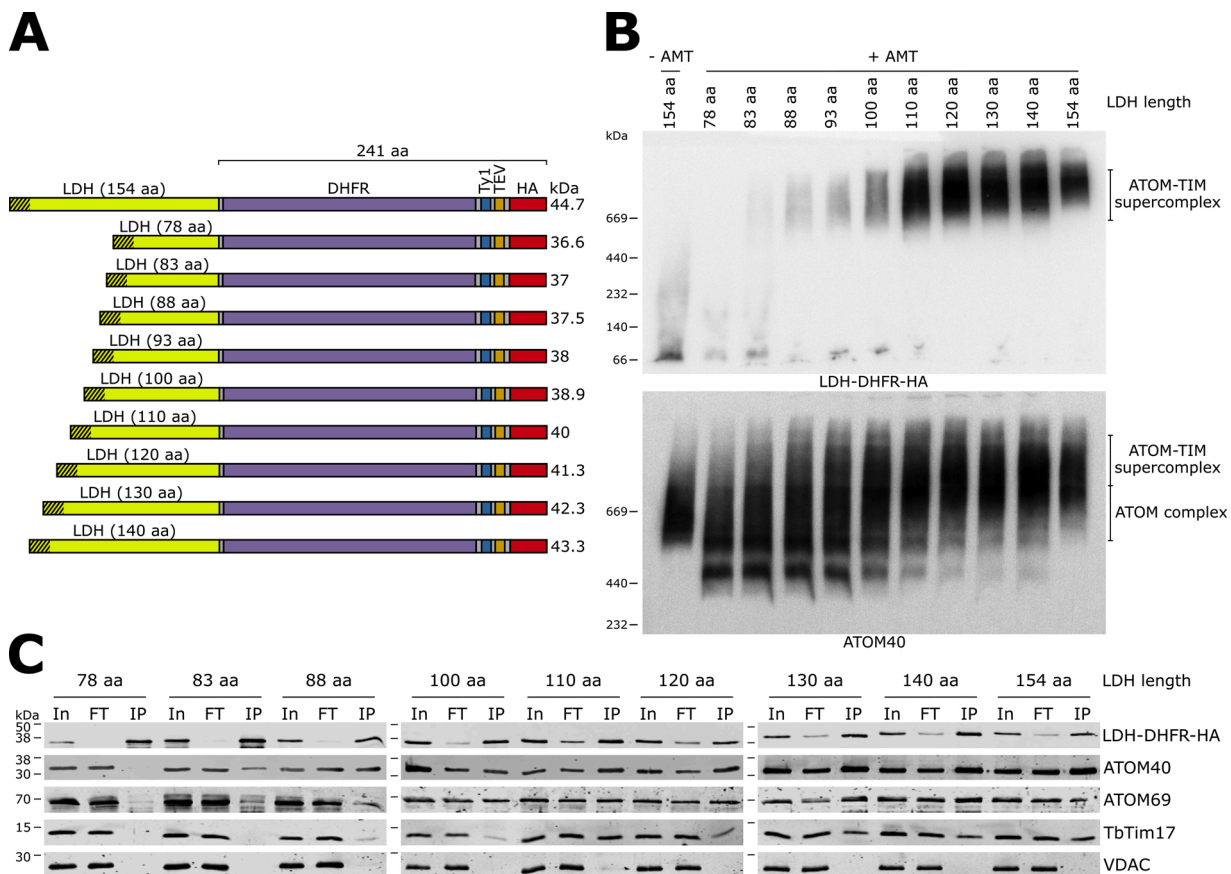 A
241 aa
LDH (154 aa) DHFR Ty1 TEV HA kDa
44.7
LDH (78 aa)
36.6
LDH (83 aa)
37
LDH (88 aa)
37.5
LDH (93 aa)
38
LDH (100 aa)
38.9
LDH (110 aa)
40
LDH (120 aa)
41.3
LDH (130 aa)
42.3
LDH (140 aa)
43.3
B
- AMT + AMT
154 aa 78 aa 83 aa 88 aa 93 aa 100 aa 110 aa 120 aa 130 aa 140 aa 154 aa LDH length
kDa
669
440
232
140
66
ATOM-TIM
supercomplex
LDH-DHFR-HA
669
440
232
ATOM-TIM
supercomplex
ATOM complex
ATOM40
C
78 aa 83 aa 88 aa 100 aa 110 aa 120 aa 130 aa 140 aa 154 aa LDH length
kDa In FT IP In FT IP In FT IP In FT IP In FT IP In FT IP In FT IP In FT IP In FT IP
50
38 LDH-DHFR-HA
38
30 ATOM40
70 ATOM69
15 TbTim17
30 VDAC